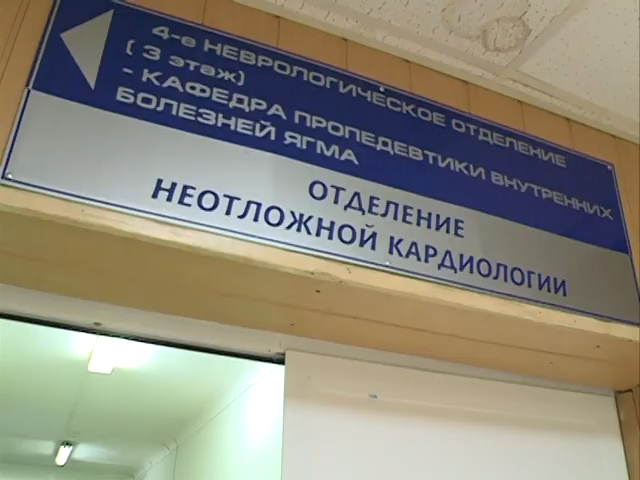 4-е НЕВРОЛОГИЧЕСКОЕ ОТДЕЛЕНИЕ
( 3 этаж)
- КАФЕДРА ПРОПЕДЕВТИКИ ВНУТРЕННИХ
БОЛЕЗНЕЙ ЯГМА
ОТДЕЛЕНИЕ
НЕОТЛОЖНОЙ КАРДИОЛОГИИ